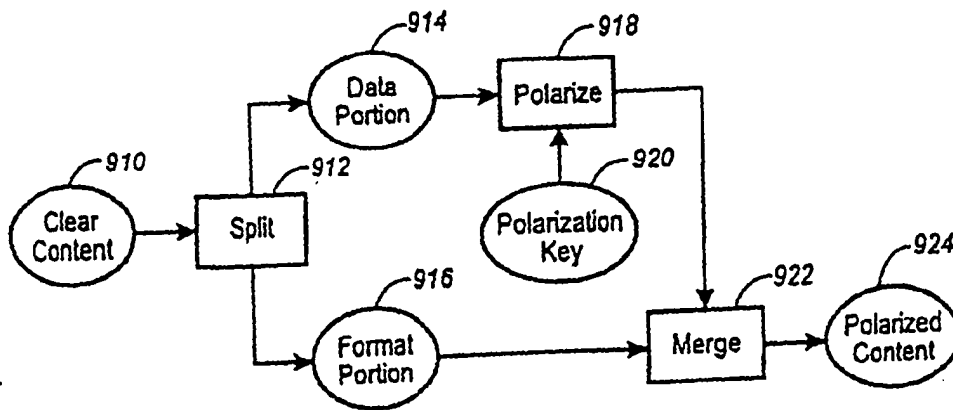 914
Data
Portion
918
Polarize
910
Clear
Content
912
Split
920
Polarization
Key
916
Format
Portion
922
Merge
924
Polarized
Content